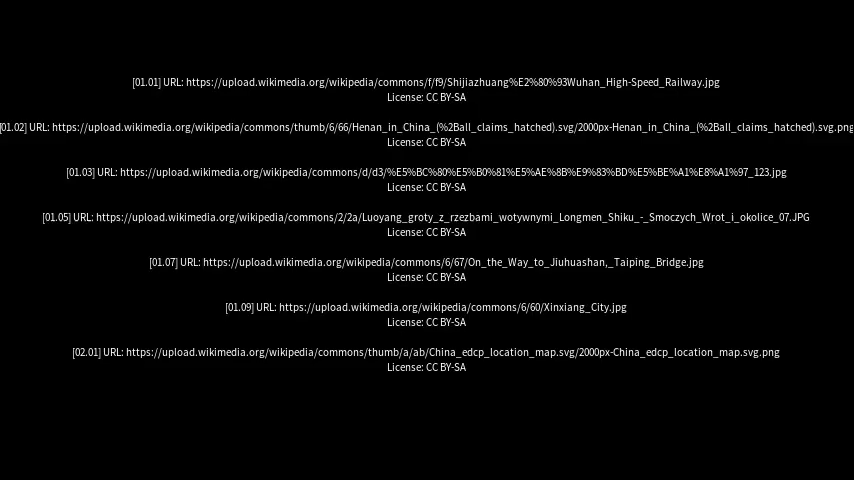 [01.01] URL: https://upload.wikimedia.org/wikipedia/commons/f/f9/Shijiazhuang%E2%80%93Wuhan_High-Speed_Railway.jpg
License: CC BY-SA
[01.02] URL: https://upload.wikimedia.org/wikipedia/commons/thumb/6/66/Henan_in_China_(%2Ball_claims_hatched).svg/2000px-Henan_in_China_(%2Ball_claims_hatched).svg.png
License: CC BY-SA
[01.03] URL: https://upload.wikimedia.org/wikipedia/commons/d/d3/%E5%BC%80%E5%B0%81%E5%AE%8B%E9%83%BD%E5%BE%A1%E8%A1%97_123.jpg
License: CC BY-SA
[01.05] URL: https://upload.wikimedia.org/wikipedia/commons/2/2a/Luoyang_groty_z_rzezbami_wotywnymi_Longmen_Shiku_-_Smoczych_Wrot_i_okolice_07.JPG
License: CC BY-SA
[01.07] URL: https://upload.wikimedia.org/wikipedia/commons/6/67/On_the_Way_to_Jiuhuashan,_Taiping_Bridge.jpg
License: CC BY-SA
[01.09] URL: https://upload.wikimedia.org/wikipedia/commons/6/60/Xinxiang_City.jpg
License: CC BY-SA
[02.01] URL: https://upload.wikimedia.org/wikipedia/commons/thumb/a/ab/China_edcp_location_map.svg/2000px-China_edcp_location_map.svg.png
License: CC BY-SA